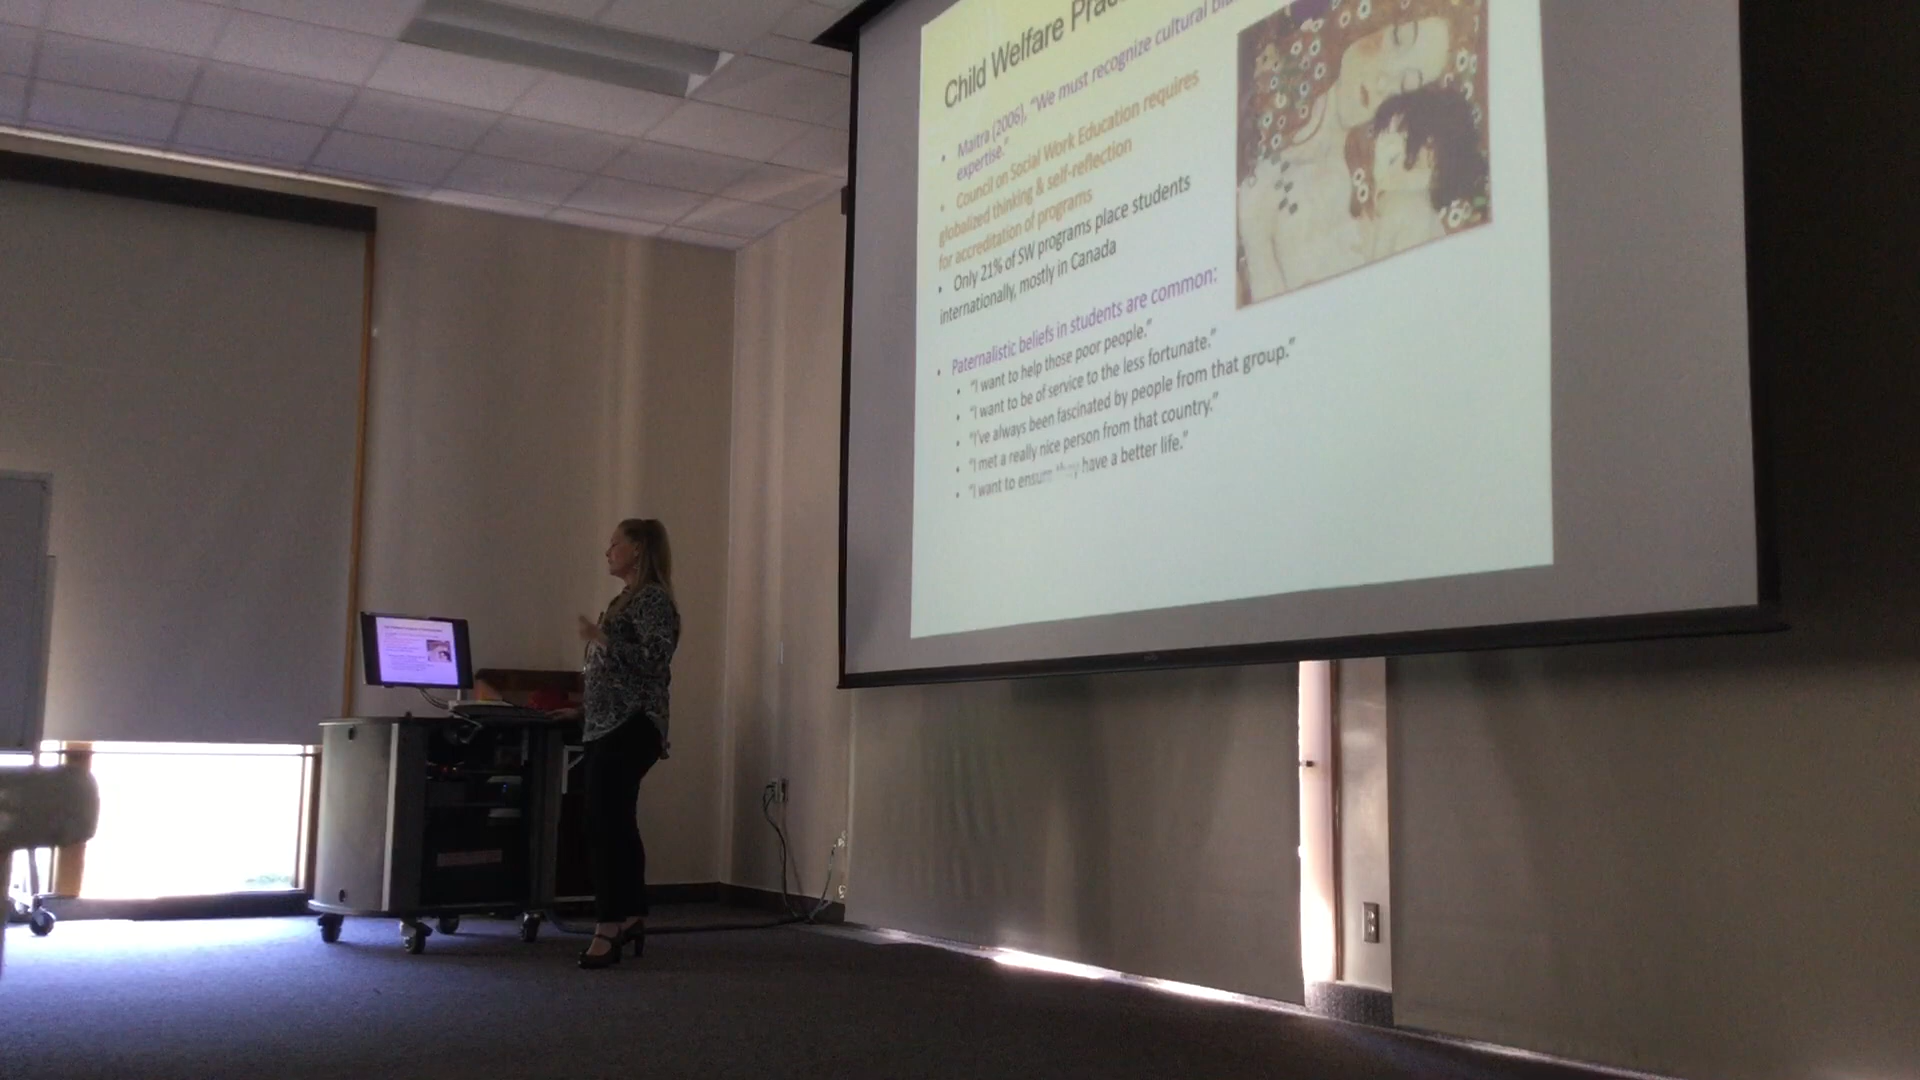 Child Welfare
• Maitra (2006), "We must recognize cultural
expertise."
• Council on Social Work Education requires
globalized thinking & self-reflection
for accreditation of programs
• Only 21% of SW programs place students
internationally, mostly in Canada
• Paternalistic beliefs in students are common:
• "I want to help those poor people."
• "I want to be of service to the less fortunate."
• "I've always been fascinated by people from that group."
• "I met a really nice person from that country."
• "I want to ensure they have a better life."